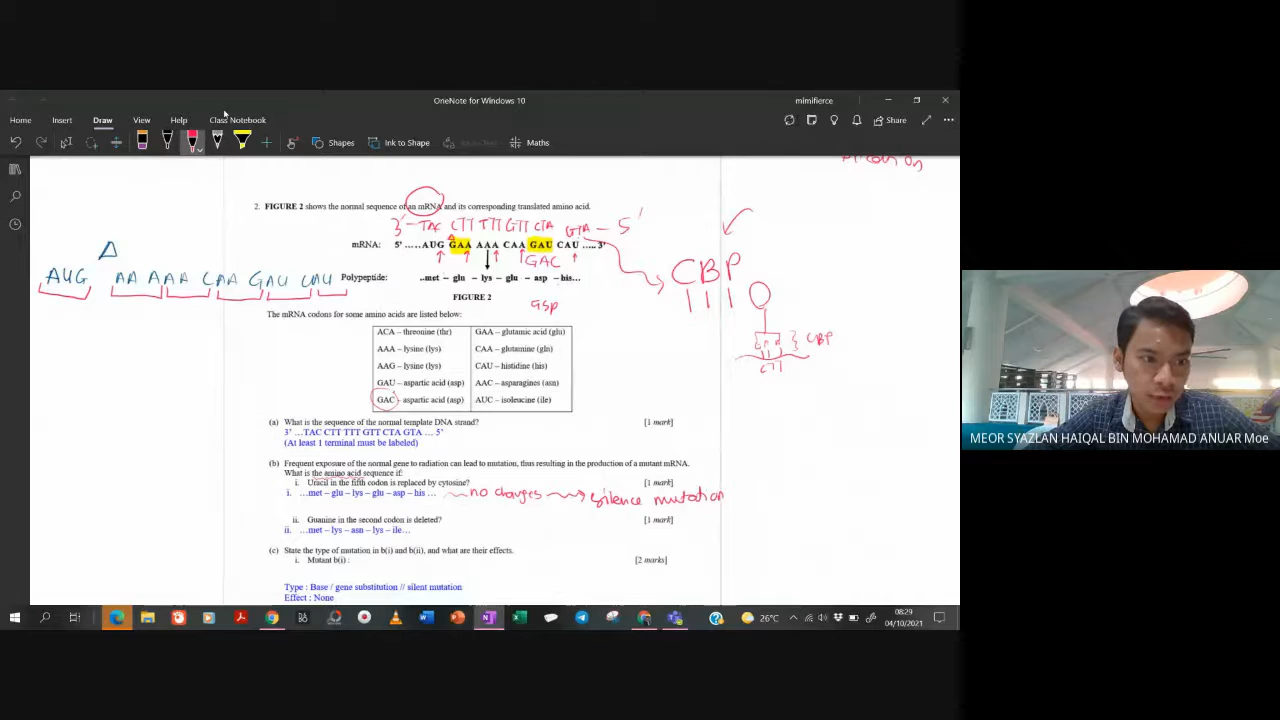 OneNote for Windows 10
mimifierce
Home Insert Draw View Help Class Notebook
Share
Shapes Ink to Shape Maths
2. FIGURE 2 shows the normal sequence of an mRNA and its corresponding translated amino acid.
3' - TAC CTT TTT GTT CTA GTA - 5'
mRNA: 5' ..... AUG GAA AAA CAA GAU CAU ..... 3'
GAC
AUG AA AAA CAA GAU CAU
Polypeptide: ..met – glu – lys – glu – asp – his...
CBP
FIGURE 2
asp
The mRNA codons for some amino acids are listed below:
ACA – threonine (thr) GAA – glutamic acid (glu)
AAA – lysine (lys) CAA – glutamine (gln)
AAG – lysine (lys) CAU – histidine (his)
GAU – aspartic acid (asp) AAC – asparagines (asn)
GAC – aspartic acid (asp) AUC – isoleucine (ile)
CBP
CTT
(a) What is the sequence of the normal template DNA strand? [1 mark]
3' ...TAC CTT TTT GTT CTA GTA ... 5'
(At least 1 terminal must be labeled)
(b) Frequent exposure of the normal gene to radiation can lead to mutation, thus resulting in the production of a mutant mRNA.
What is the amino acid sequence if:
i. Uracil in the fifth codon is replaced by cytosine? [1 mark]
i. ...met – glu – lys – glu – asp – his ... no changes silence mutation
ii. Guanine in the second codon is deleted? [1 mark]
ii. ...met – lys – asn – lys – ile...
(c) State the type of mutation in b(i) and b(ii), and what are their effects.
i. Mutant b(i) : [2 marks]
Type : Base / gene substitution // silent mutation
Effect : None
MEOR SYAZLAN HAIQAL BIN MOHAMAD ANUAR Moe
26°C
08:29
04/10/2021